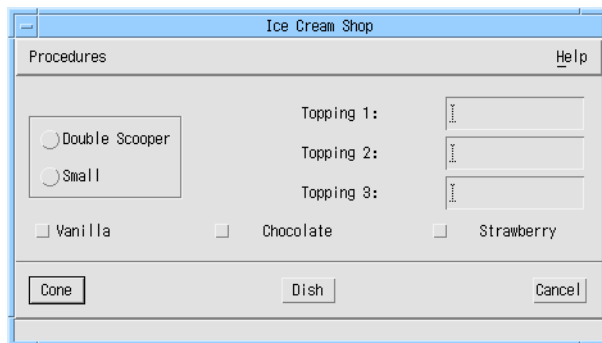 Ice Cream Shop
Procedures Help
Topping 1:
Double Scooper
Topping 2:
Small
Topping 3:
Vanilla Chocolate Strawberry
Cone Dish Cancel